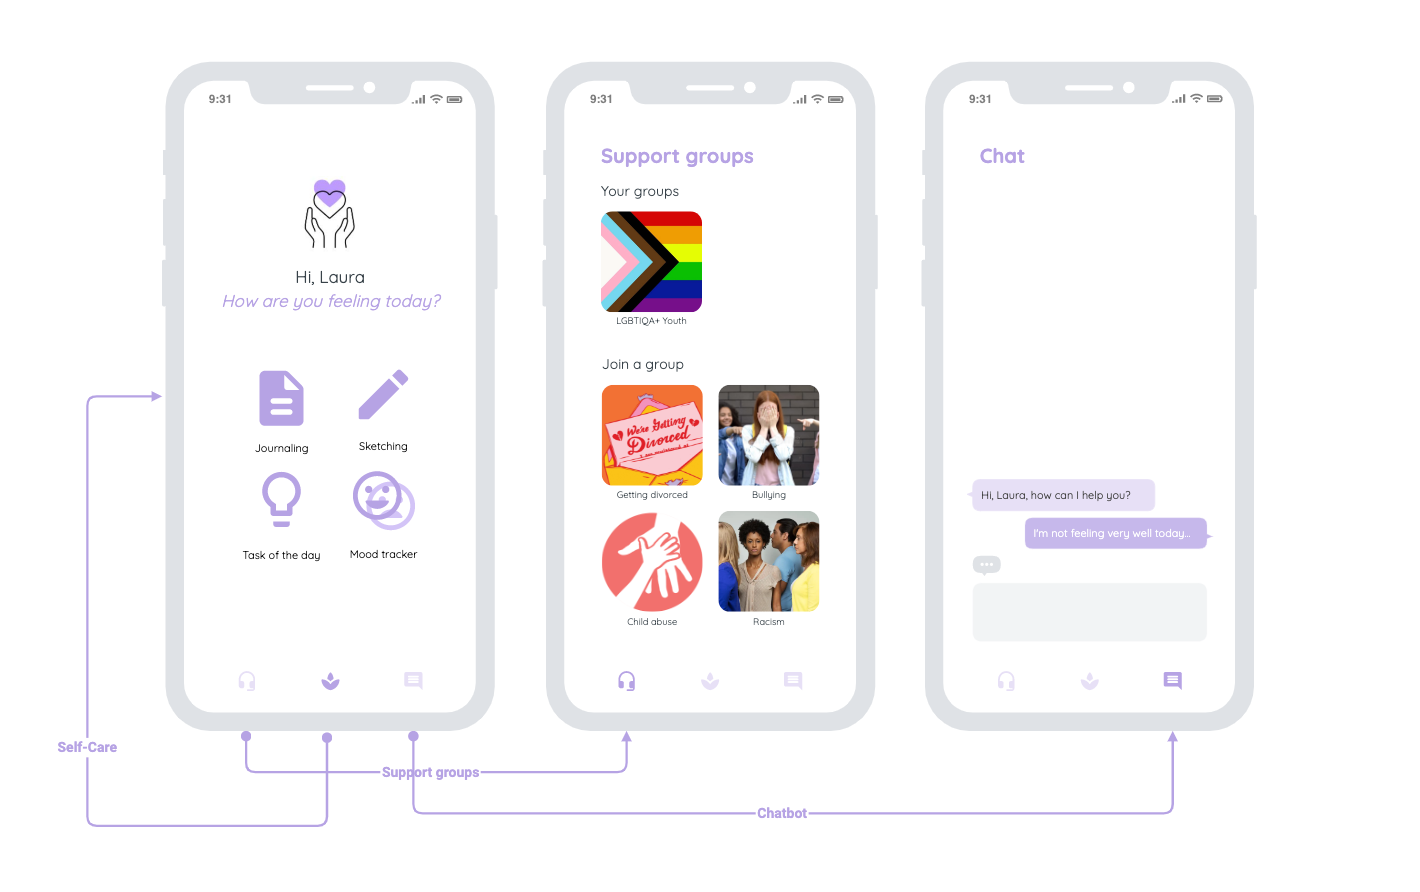 9:31
Hi, Laura
How are you feeling today?
Journaling
Sketching
Task of the day
Mood tracker
9:31
Support groups
Your groups
LGBTIQA+ Youth
Join a group
We're Getting
Divorced
Getting divorced
Bullying
Child abuse
Racism
9:31
Chat
Hi, Laura, how can I help you?
I'm not feeling very well today...
Self-Care
Support groups
Chatbot